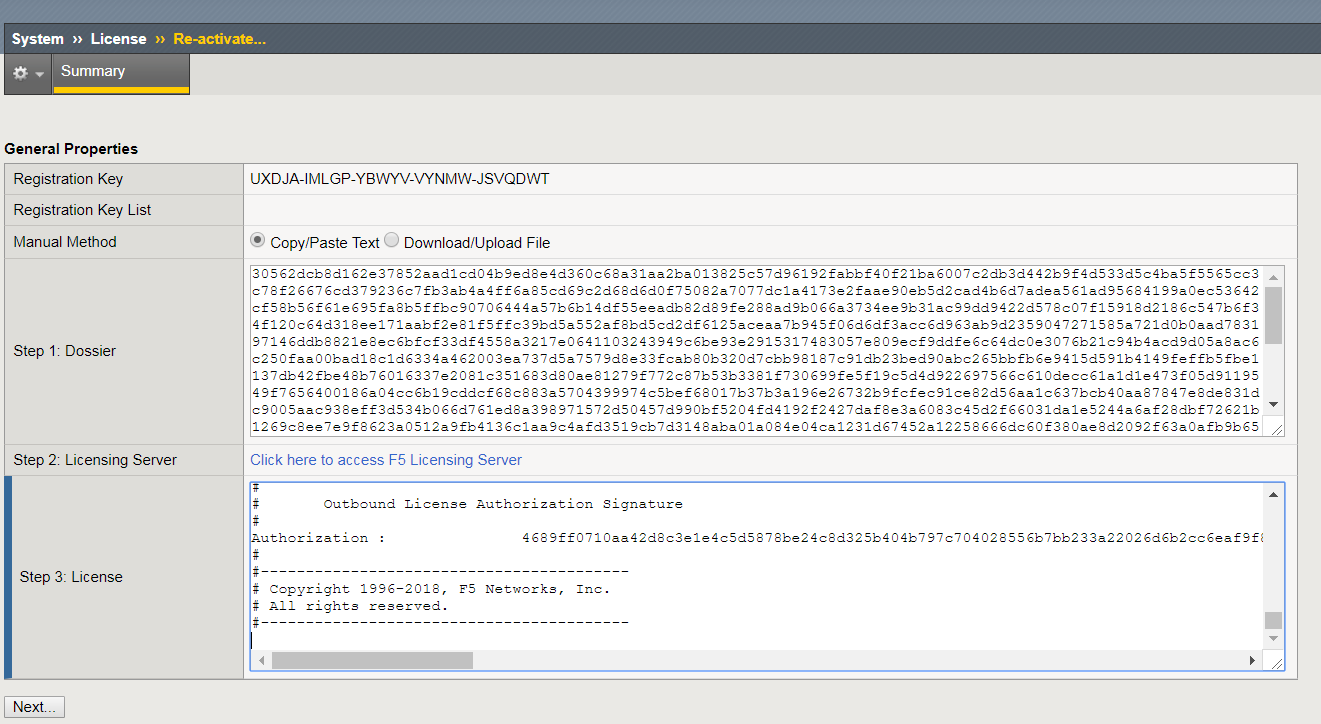 System » License » Re-activate...
Summary
General Properties
Registration Key UXDJA-IMLGP-YBWYV-VYNMW-JSVQDWT
Registration Key List
Manual Method Copy/Paste Text Download/Upload File
Step 1: Dossier
30562dcb8d162e37852aad1cd04b9ed8e4d360c68a31aa2ba013825c57d96192fabbf40f21ba6007c2db3d442b9f4d533d5c4ba5f5565cc3
c78f26676cd379236c7fb3ab4a4ff6a85cd69c2d68d6d0f75082a7077dc1a4173e2faae90eb5d2cad4b6d7adea561ad95684199a0ec53642
cf58b56f61e695fa8b5ffbc90706444a57b6b14df55eeadb82d89fe288ad9b066a3734ee9b31ac99dd9422d578c07f15918d2186c547b6f3
4f120c64d318ee171aabf2e81f5ffc39bd5a552af8bd5cd2df6125aceaa7b945f06d6df3acc6d963ab9d2359047271585a721d0b0aad7831
97146ddb8821e8ec6bfcf33df4558a3217e0641103243949c6be93e2915317483057e809ecf9ddfe6c64dc0e3076b21c94b4acd9d05a8ac6
c250faa00bad18c1d6334a462003ea737d5a7579d8e33fcab80b320d7cbb98187c91db23bed90abc265bbfb6e9415d591b4149feffb5fbe1
137db42fbe48b76016337e2081c351683d80ae81279f772c87b53b3381f730699fe5f19c5d4d922697566c610decc61a1d1e473f05d91195
49f7656400186a04cc6b19cddcf68c883a5704399974c5bef68017b37b3a196e26732b9fcfec91ce82d56aa1c637bcb40aa87847e8de831d
c9005aac938eff3d534b066d761ed8a398971572d50457d990bf5204fd4192f2427daf8e3a6083c45d2f66031da1e5244a6af28dbf72621b
1269c8ee7e9f8623a0512a9fb4136c1aa9c4afd3519cb7d3148aba01a084e04ca1231d67452a12258666dc60f380ae8d2092f63a0afb9b65
Step 2: Licensing Server Click here to access F5 Licensing Server
Step 3: License
#
# Outbound License Authorization Signature
#
Authorization : 4689ff0710aa42d8c3e1e4c5d5878be24c8d325b404b797c704028556b7bb233a22026d6b2cc6eaf9f8
#
#-----------------------------------------
# Copyright 1996-2018, F5 Networks, Inc.
# All rights reserved.
#-----------------------------------------
Next...